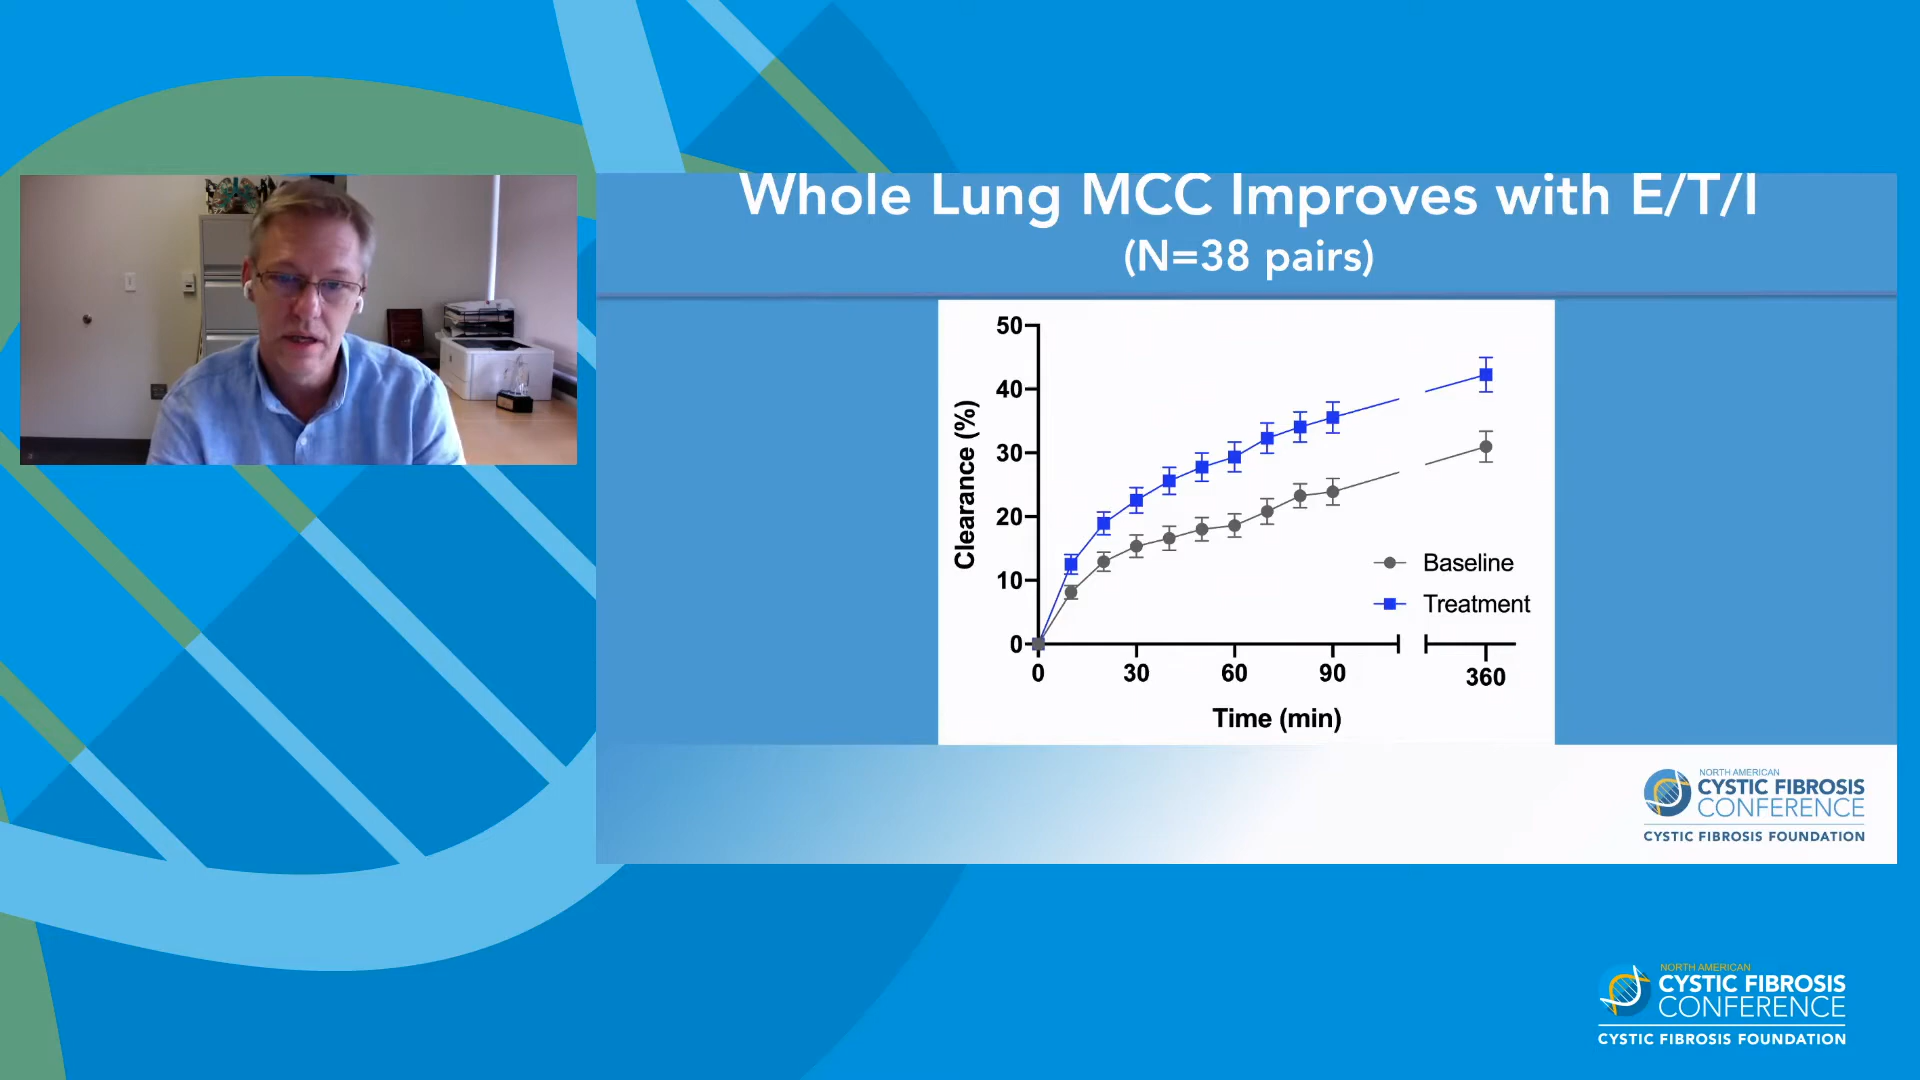 Whole Lung MCC Improves with E/T/I
(N=38 pairs)
50
40
30
20
10
0
Clearance (%)
Baseline
Treatment
0 30 60 90 360
Time (min)
NORTH AMERICAN
CYSTIC FIBROSIS
CONFERENCE
CYSTIC FIBROSIS FOUNDATION
NORTH AMERICAN
CYSTIC FIBROSIS
CONFERENCE
CYSTIC FIBROSIS FOUNDATION